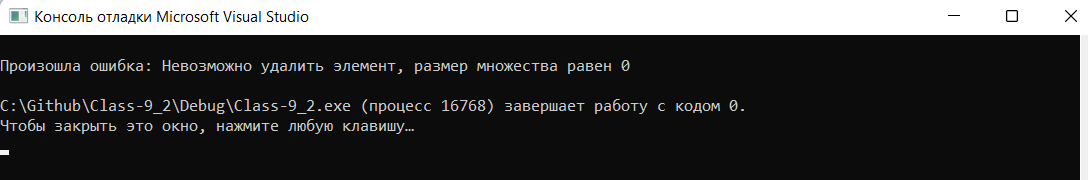 Консоль отладки Microsoft Visual Studio
Произошла ошибка: Невозможно удалить элемент, размер множества равен 0
C:\Github\Class-9_2\Debug\Class-9_2.exe (процесс 16768) завершает работу с кодом 0.
Чтобы закрыть это окно, нажмите любую клавишу…